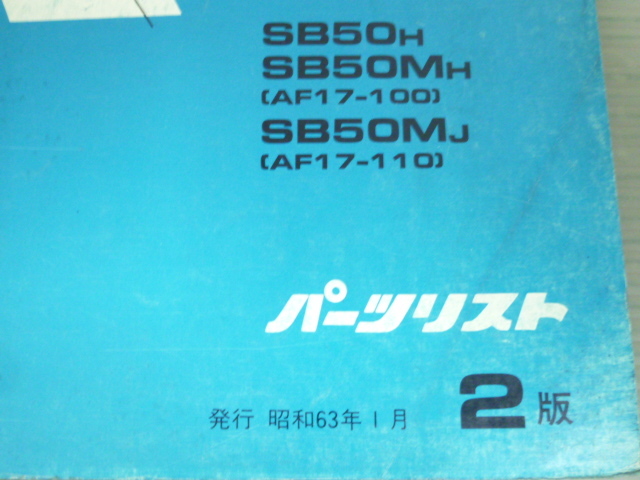 SB50H
SB50MH
(AF17-100)
SB50MJ
(AF17-110)
パーツリスト
発行 昭和63年1月 2版